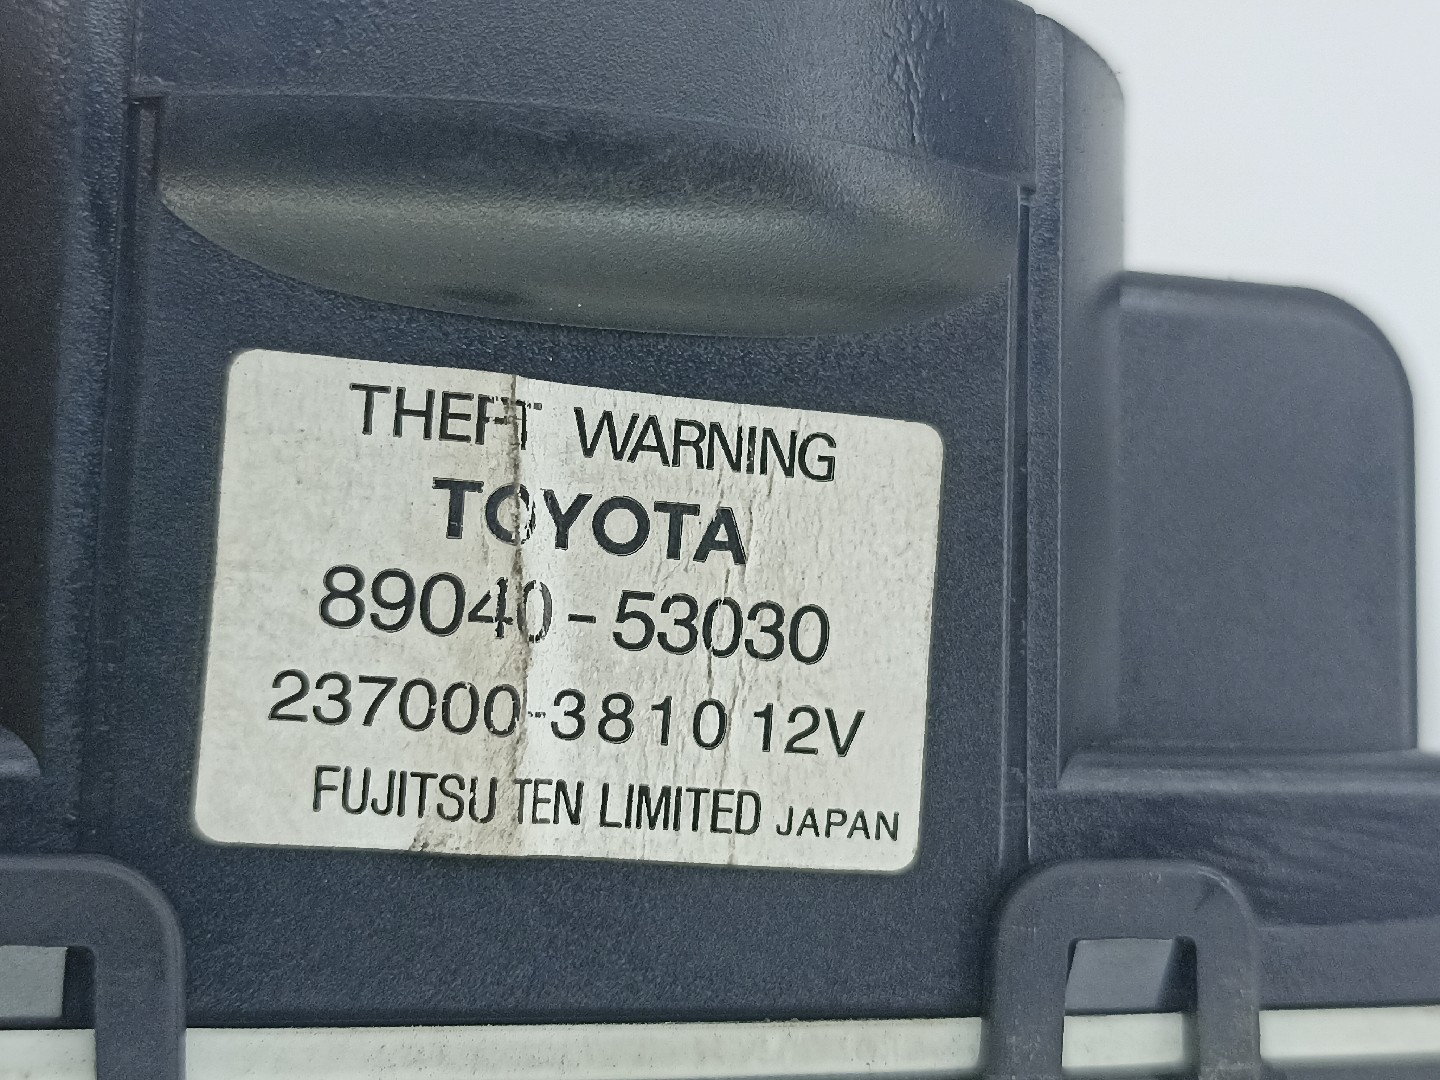 THEFT WARNING
TOYOTA
89040-53030
237000-3810 12V
FUJITSU TEN LIMITED JAPAN